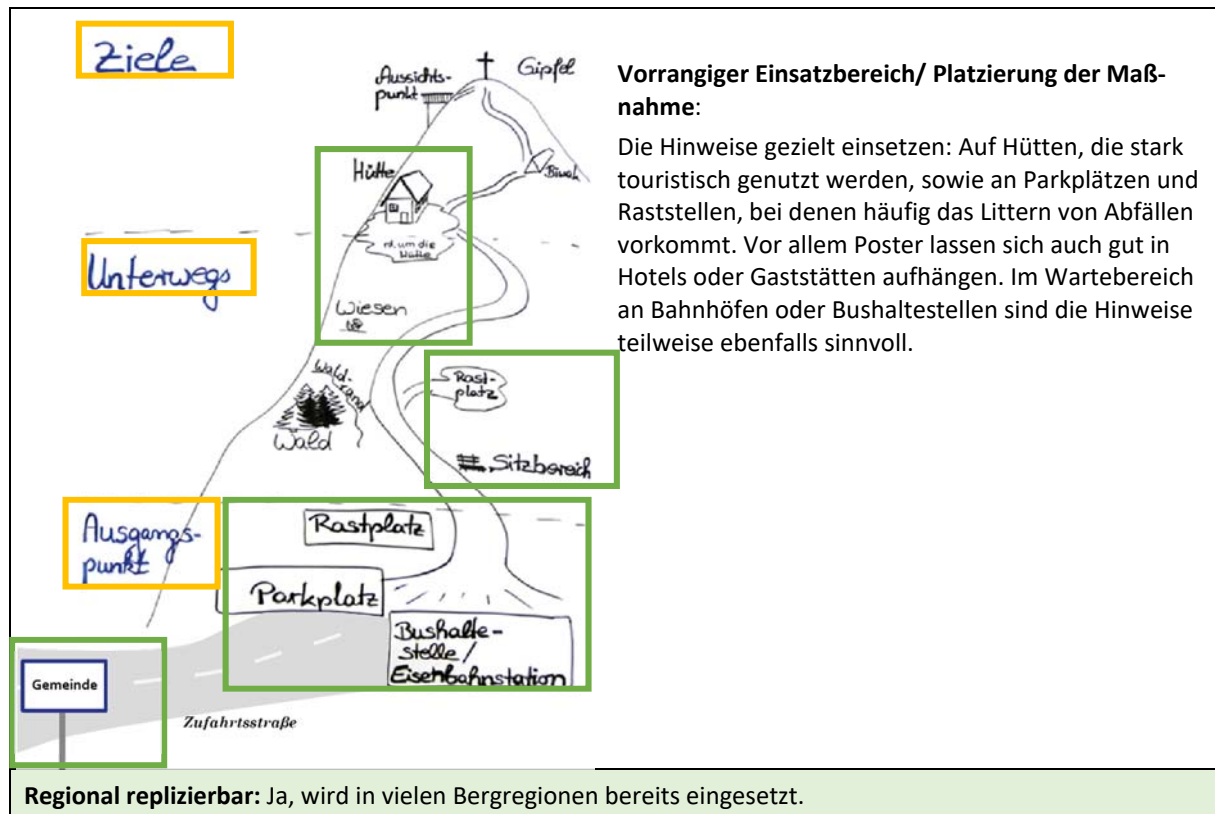 Ziele
Aussichts-
punkt
Gipfel
Hütte
Biwak
rd. um die
Hütte
Unterwegs
Wiesen
Wald-
rand
Wald
Rast-
platz
Sitzbereich
Ausgangs-
punkt
Rastplatz
Parkplatz
Bushalte-
stelle/
Eisenbahnstation
Gemeinde
Zufahrtsstraße
Vorrangiger Einsatzbereich/ Platzierung der Maß-
nahme:
Die Hinweise gezielt einsetzen: Auf Hütten, die stark
touristisch genutzt werden, sowie an Parkplätzen und
Raststellen, bei denen häufig das Littern von Abfällen
vorkommt. Vor allem Poster lassen sich auch gut in
Hotels oder Gaststätten aufhängen. Im Wartebereich
an Bahnhöfen oder Bushaltestellen sind die Hinweise
teilweise ebenfalls sinnvoll.
Regional replizierbar: Ja, wird in vielen Bergregionen bereits eingesetzt.